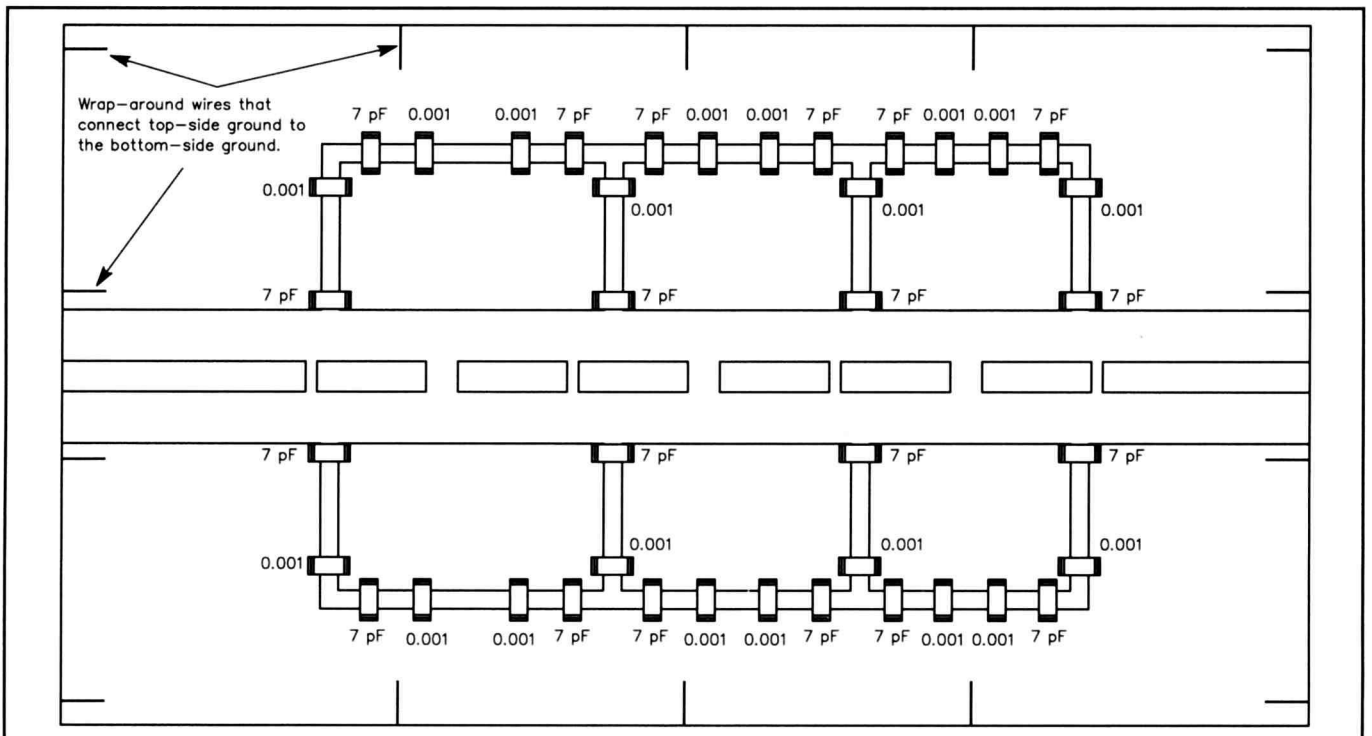 Wrap-around wires that
connect top-side ground to
the bottom-side ground.
7 pF 0.001 0.001 7 pF 7 pF 0.001 0.001 7 pF 7 pF 0.001 0.001 7 pF
0.001 0.001 0.001 0.001
7 pF 7 pF 7 pF 7 pF
7 pF 7 pF 7 pF 7 pF
0.001 0.001 0.001 0.001
7 pF 0.001 0.001 7 pF 7 pF 0.001 0.001 7 pF 7 pF 0.001 0.001 7 pF